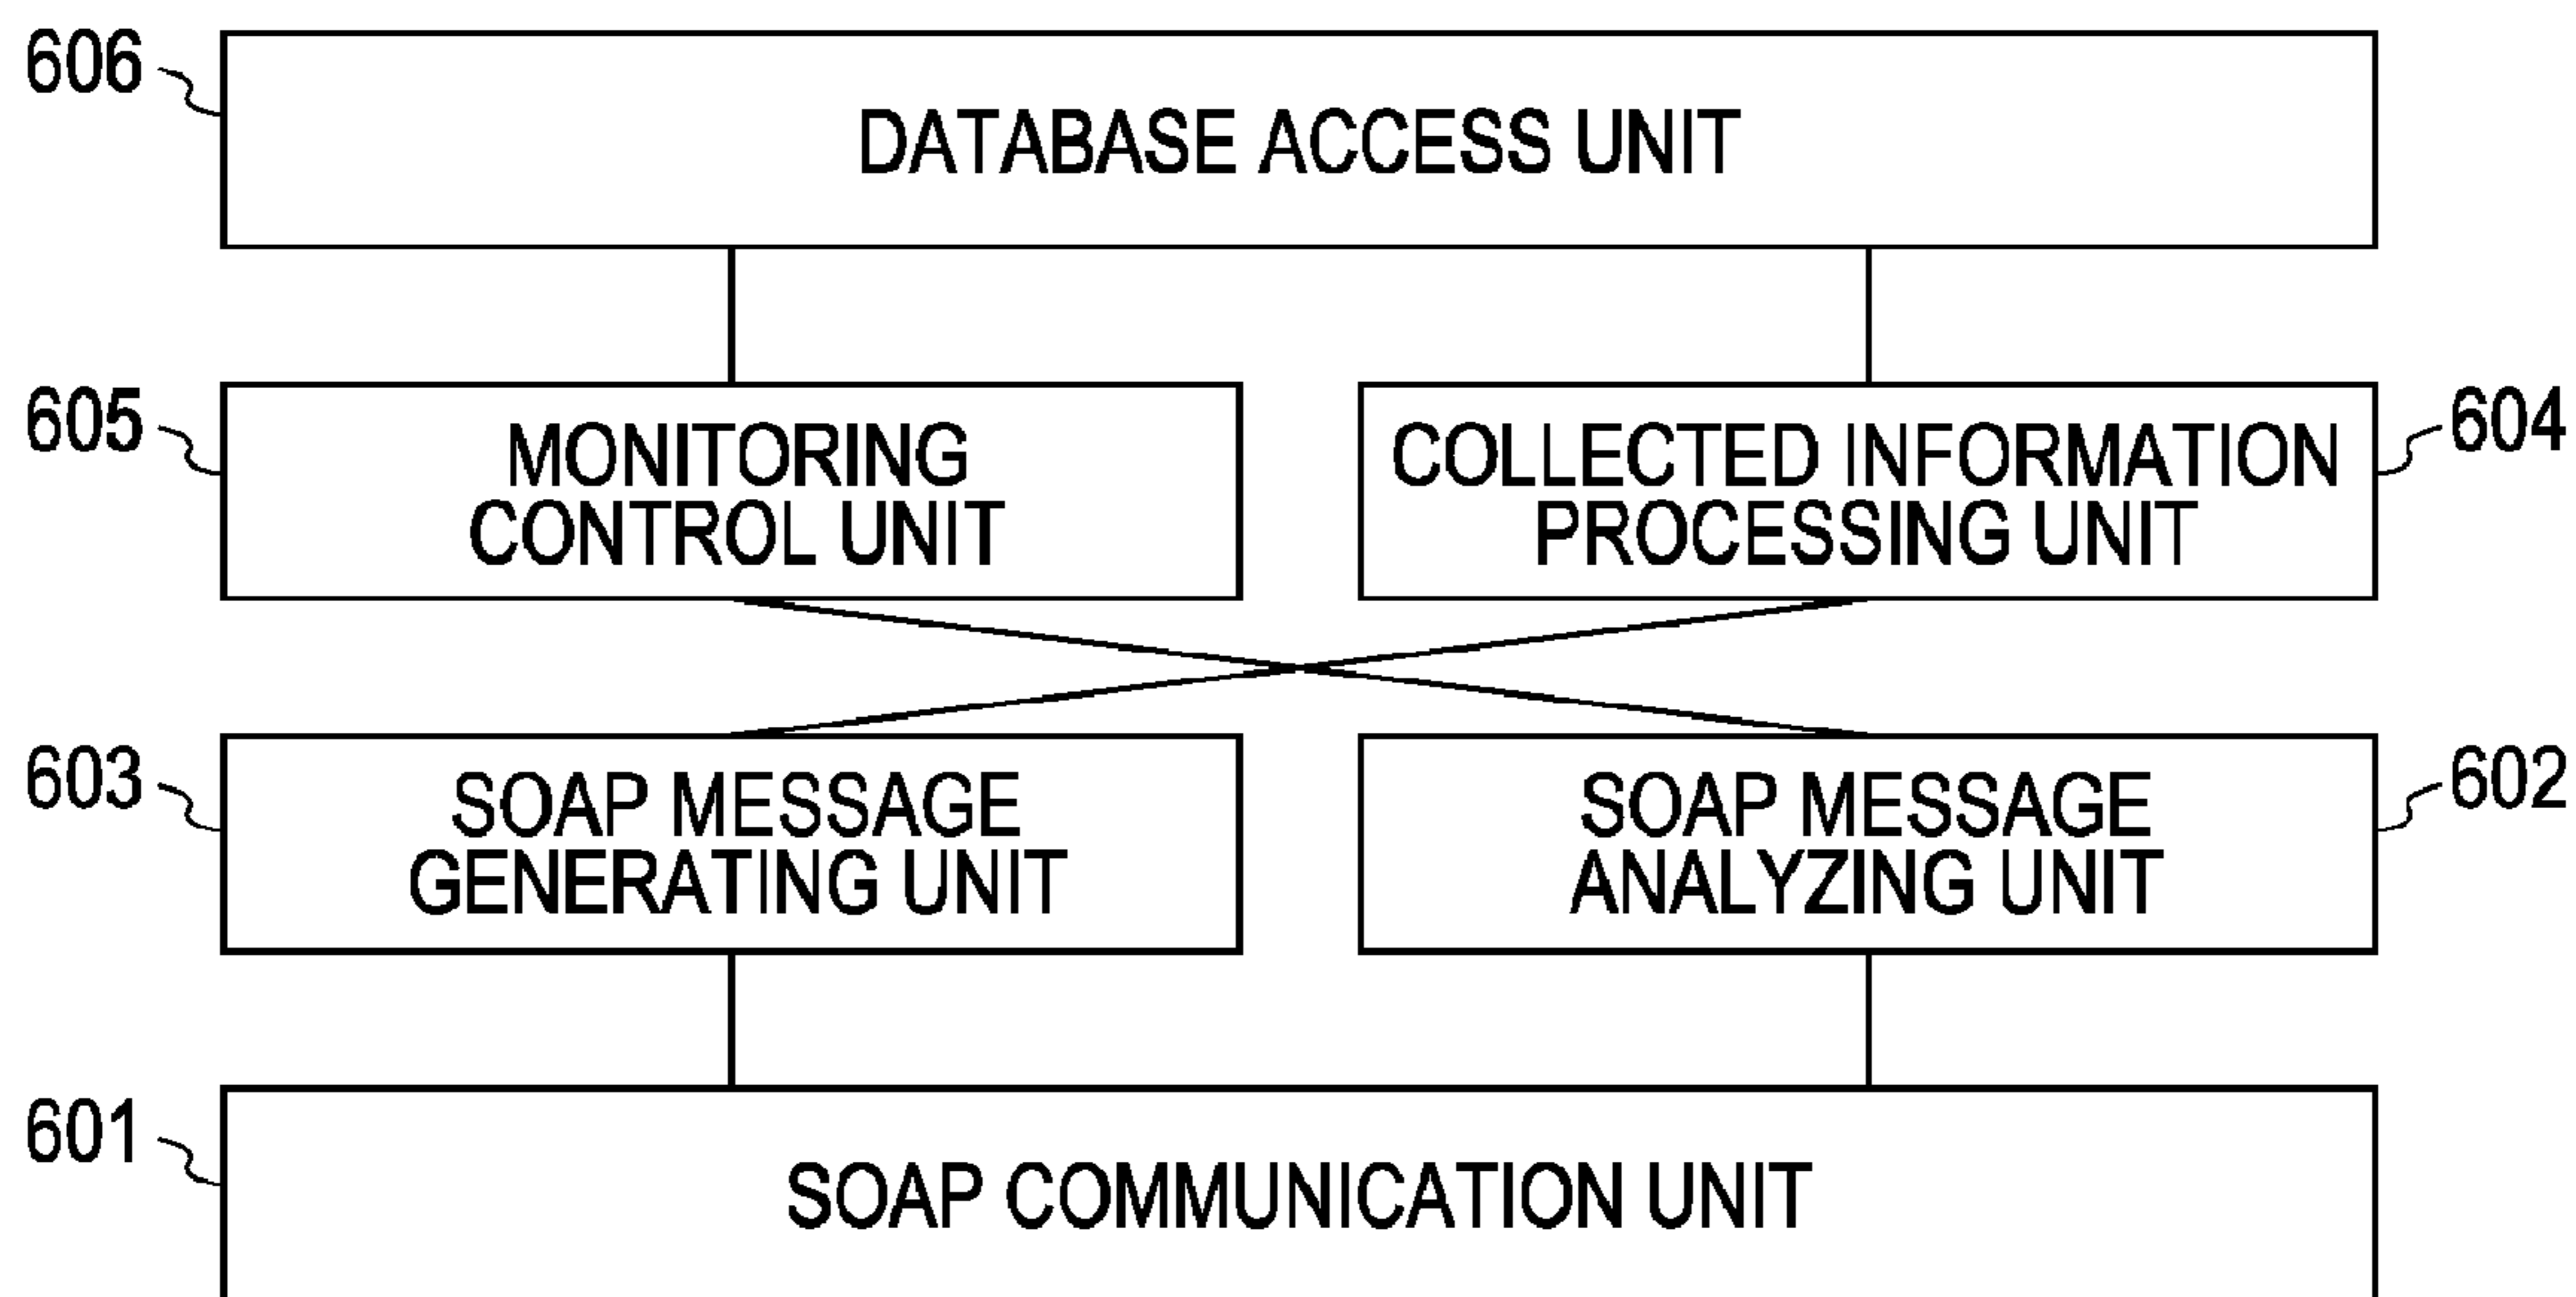 606
DATABASE ACCESS UNIT
605
MONITORING
CONTROL UNIT
COLLECTED INFORMATION
PROCESSING UNIT
604
603
SOAP MESSAGE
GENERATING UNIT
SOAP MESSAGE
ANALYZING UNIT
602
601
SOAP COMMUNICATION UNIT